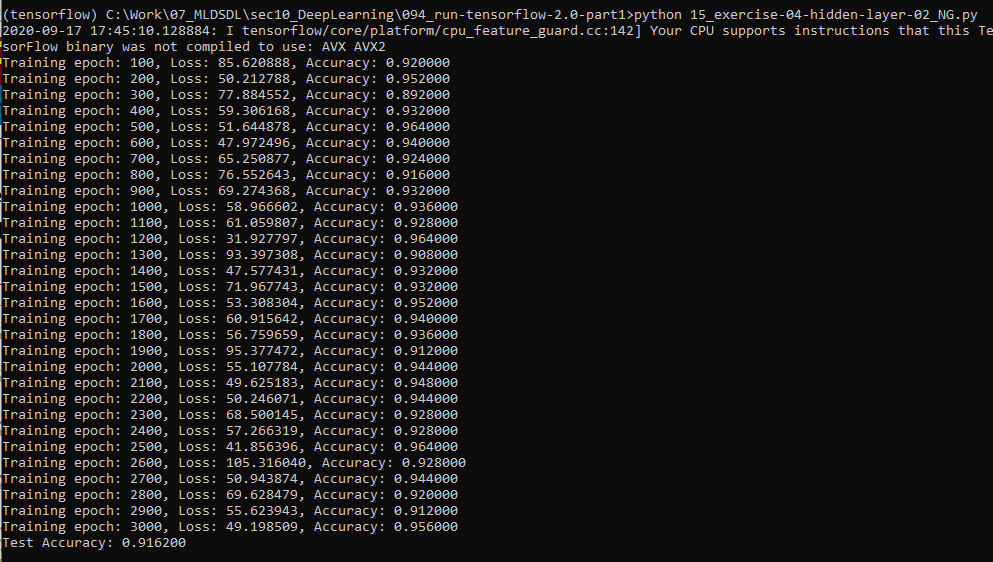 (tensorflow) C:\Work\07_MLDSDL\sec10_DeepLearning\094_run-tensorflow-2.0-part1>python 15_exercise-04-hidden-layer-02_NG.py
2020-09-17 17:45:10.128884: I tensorflow/core/platform/cpu_feature_guard.cc:142] Your CPU supports instructions that this Te
sorFlow binary was not compiled to use: AVX AVX2
Training epoch: 100, Loss: 85.620888, Accuracy: 0.920000
Training epoch: 200, Loss: 50.212788, Accuracy: 0.952000
Training epoch: 300, Loss: 77.884552, Accuracy: 0.892000
Training epoch: 400, Loss: 59.306168, Accuracy: 0.932000
Training epoch: 500, Loss: 51.644878, Accuracy: 0.964000
Training epoch: 600, Loss: 47.972496, Accuracy: 0.940000
Training epoch: 700, Loss: 65.250877, Accuracy: 0.924000
Training epoch: 800, Loss: 76.552643, Accuracy: 0.916000
Training epoch: 900, Loss: 69.274368, Accuracy: 0.932000
Training epoch: 1000, Loss: 58.966602, Accuracy: 0.936000
Training epoch: 1100, Loss: 61.059807, Accuracy: 0.928000
Training epoch: 1200, Loss: 31.927797, Accuracy: 0.964000
Training epoch: 1300, Loss: 93.397308, Accuracy: 0.908000
Training epoch: 1400, Loss: 47.577431, Accuracy: 0.932000
Training epoch: 1500, Loss: 71.967743, Accuracy: 0.932000
Training epoch: 1600, Loss: 53.308304, Accuracy: 0.952000
Training epoch: 1700, Loss: 60.915642, Accuracy: 0.940000
Training epoch: 1800, Loss: 56.759659, Accuracy: 0.936000
Training epoch: 1900, Loss: 95.377472, Accuracy: 0.912000
Training epoch: 2000, Loss: 55.107784, Accuracy: 0.944000
Training epoch: 2100, Loss: 49.625183, Accuracy: 0.948000
Training epoch: 2200, Loss: 50.246071, Accuracy: 0.944000
Training epoch: 2300, Loss: 68.500145, Accuracy: 0.928000
Training epoch: 2400, Loss: 57.266319, Accuracy: 0.928000
Training epoch: 2500, Loss: 41.856396, Accuracy: 0.964000
Training epoch: 2600, Loss: 105.316040, Accuracy: 0.928000
Training epoch: 2700, Loss: 50.943874, Accuracy: 0.944000
Training epoch: 2800, Loss: 69.628479, Accuracy: 0.920000
Training epoch: 2900, Loss: 55.623943, Accuracy: 0.912000
Training epoch: 3000, Loss: 49.198509, Accuracy: 0.956000
Test Accuracy: 0.916200